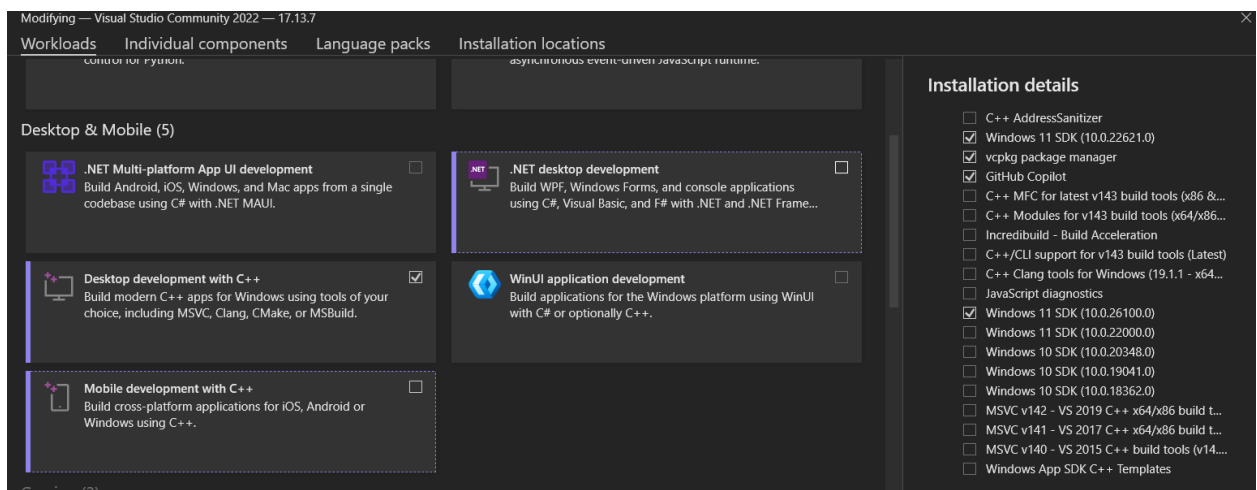 Modifying — Visual Studio Community 2022 — 17.13.7
Workloads Individual components Language packs Installation locations
control for Python.
asynchronous event-driven JavaScript runtime.
Desktop & Mobile (5)
.NET Multi-platform App UI development
Build Android, iOS, Windows, and Mac apps from a single
codebase using C# with .NET MAUI.
.NET
.NET desktop development
Build WPF, Windows Forms, and console applications
using C#, Visual Basic, and F# with .NET and .NET Frame...
Desktop development with C++
Build modern C++ apps for Windows using tools of your
choice, including MSVC, Clang, CMake, or MSBuild.
WinUI application development
Build applications for the Windows platform using WinUI
with C# or optionally C++.
Mobile development with C++
Build cross-platform applications for iOS, Android or
Windows using C++.
Installation details
C++ AddressSanitizer
Windows 11 SDK (10.0.22621.0)
vcpkg package manager
GitHub Copilot
C++ MFC for latest v143 build tools (x86 &...
C++ Modules for v143 build tools (x64/x86...
Incredibuild - Build Acceleration
C++/CLI support for v143 build tools (Latest)
C++ Clang tools for Windows (19.1.1 - x64...
JavaScript diagnostics
Windows 11 SDK (10.0.26100.0)
Windows 11 SDK (10.0.22000.0)
Windows 10 SDK (10.0.20348.0)
Windows 10 SDK (10.0.19041.0)
Windows 10 SDK (10.0.18362.0)
MSVC v142 - VS 2019 C++ x64/x86 build t...
MSVC v141 - VS 2017 C++ x64/x86 build t...
MSVC v140 - VS 2015 C++ build tools (v14....
Windows App SDK C++ Templates